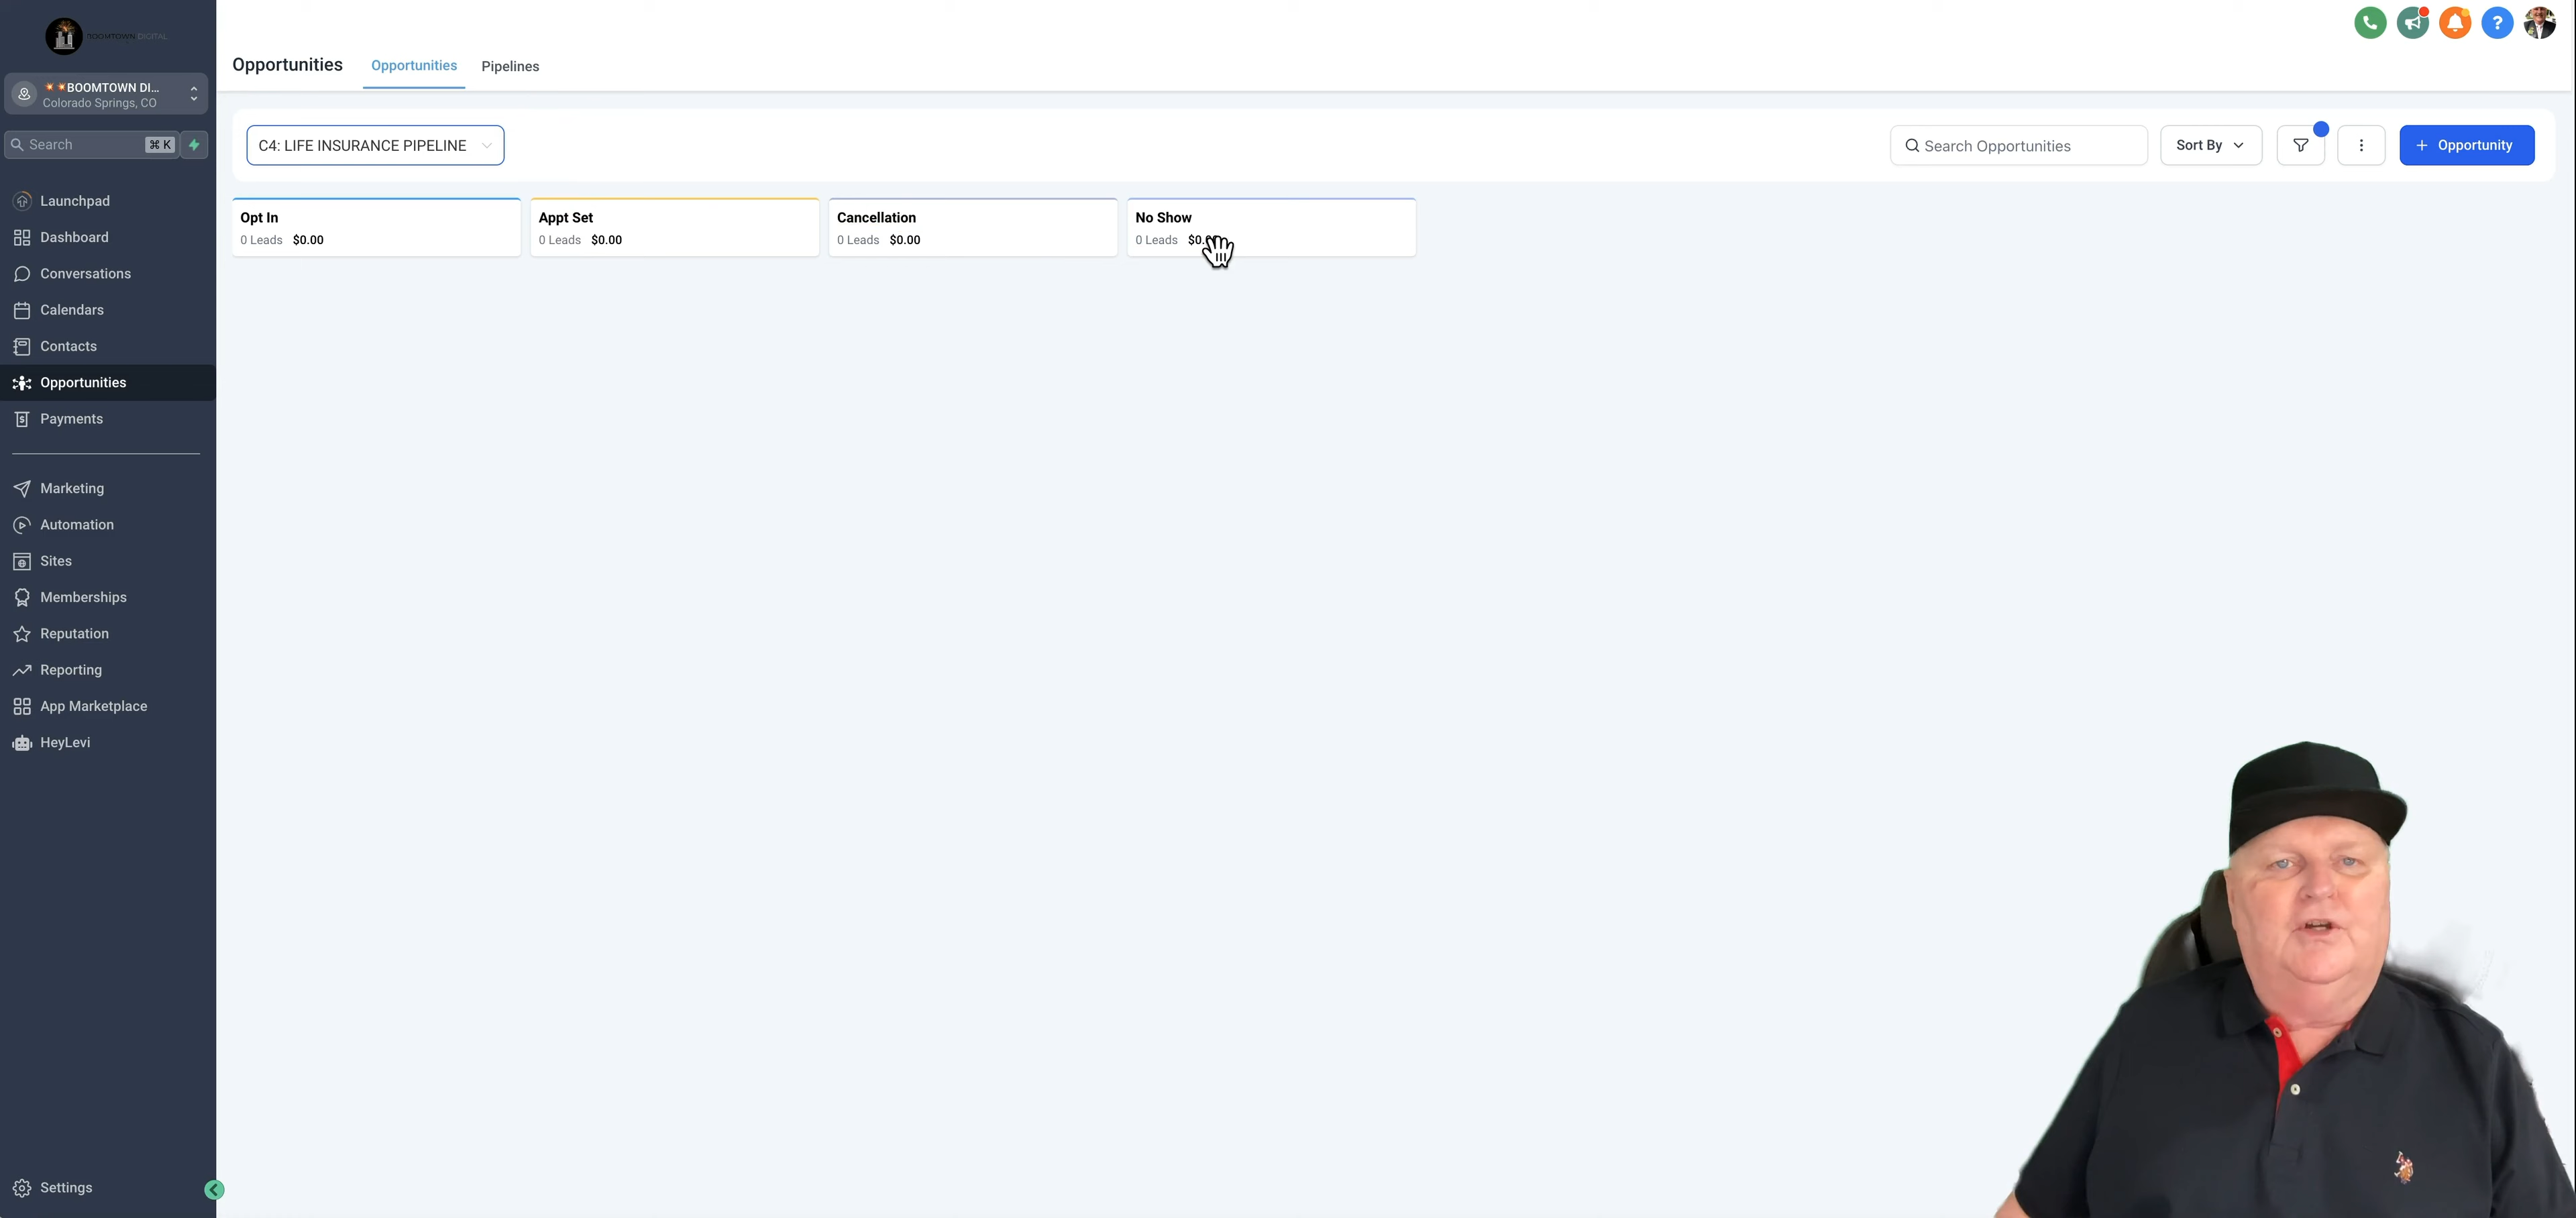 BOOMTOWN DIGITAL
BOOMTOWN DI...
Colorado Springs, CO
Search
⌘ K
Launchpad
Dashboard
Conversations
Calendars
Contacts
Opportunities
Payments
Marketing
Automation
Sites
Memberships
Reputation
Reporting
App Marketplace
HeyLevi
Settings
Opportunities
Opportunities
Pipelines
C4: LIFE INSURANCE PIPELINE
Search Opportunities
Sort By
+ Opportunity
Opt In
0 Leads $0.00
Appt Set
0 Leads $0.00
Cancellation
0 Leads $0.00
No Show
0 Leads